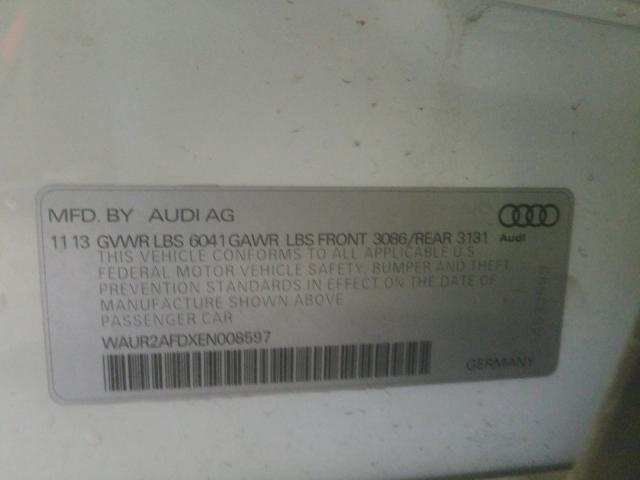 MFD. BY AUDI AG
11 13 GVWR LBS 6041 GAWR LBS FRONT 3086/REAR 3131 Audi
THIS VEHICLE CONFORMS TO ALL APPLICABLE U.S
FEDERAL MOTOR VEHICLE SAFETY, BUMPER AND THEFT
PREVENTION STANDARDS IN EFFECT ON THE DATE OF
MANUFACTURE SHOWN ABOVE
PASSENGER CAR
WAUR2AFDXEN008597
GERMANY